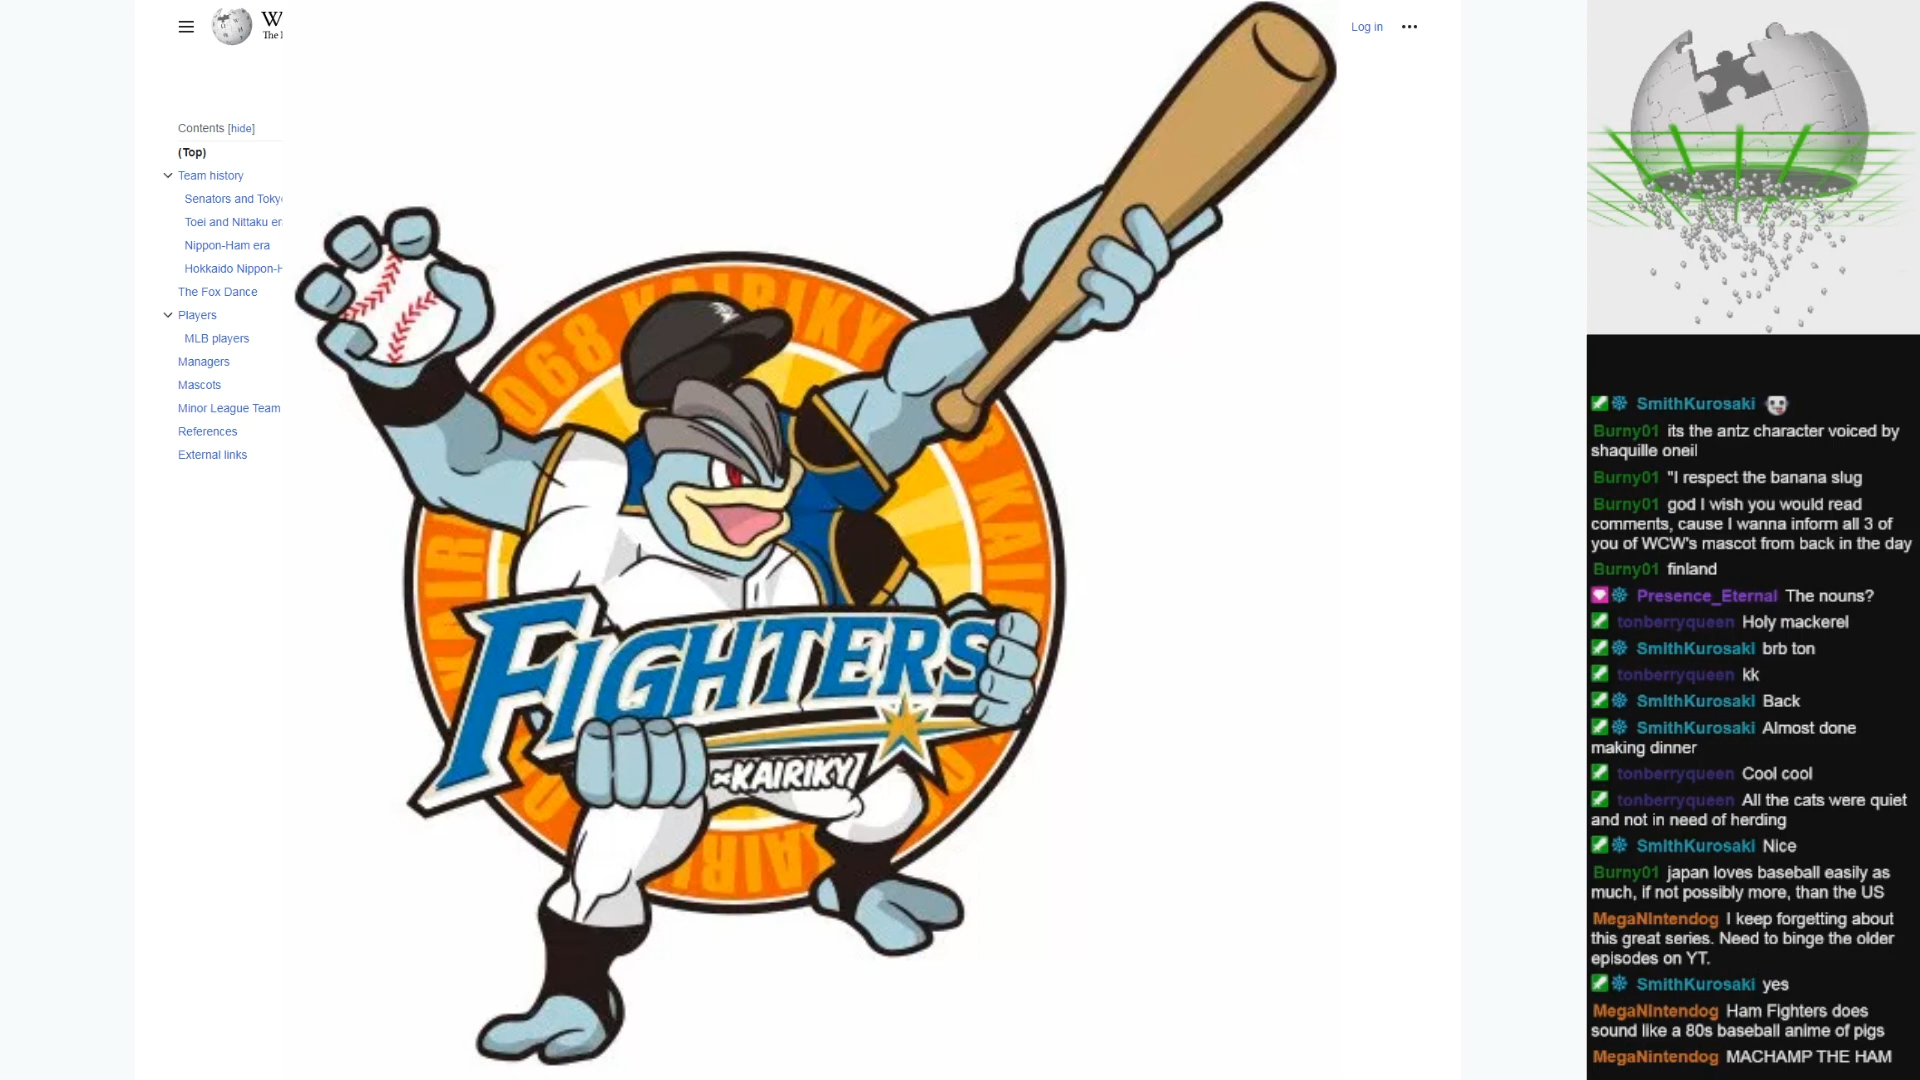 W
The
Log in
Contents [hide]
(Top)
Team history
Senators and Toky
Toei and Nittaku er
Nippon-Ham era
Hokkaido Nippon-H
The Fox Dance
Players
MLB players
Managers
Mascots
Minor League Team
References
External links
068 KAIRIKY
FIGHTERS
×KAIRIKY
SmithKurosaki
Burny01 its the antz character voiced by
shaquille oneil
Burny01 "I respect the banana slug
Burny01 god I wish you would read
comments, cause I wanna inform all 3 of
you of WCW's mascot from back in the day
Burny01 finland
Presence_Eternal The nouns?
tonberryqueen Holy mackerel
SmithKurosaki brb ton
tonberryqueen kk
SmithKurosaki Back
SmithKurosaki Almost done
making dinner
tonberryqueen Cool cool
tonberryqueen All the cats were quiet
and not in need of herding
SmithKurosaki Nice
Burny01 japan loves baseball easily as
much, if not possibly more, than the US
MegaNintendog I keep forgetting about
this great series. Need to binge the older
episodes on YT.
SmithKurosaki yes
MegaNintendog Ham Fighters does
sound like a 80s baseball anime of pigs
MegaNintendog MACHAMP THE HAM